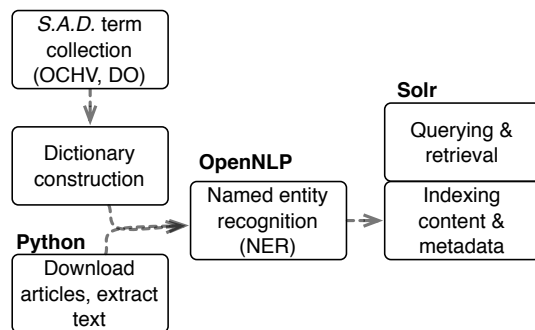 S.A.D. term
collection
(OCHV, DO)
Dictionary
construction
Python
Download
articles, extract
text
OpenNLP
Named entity
recognition
(NER)
Solr
Querying &
retrieval
Indexing
content &
metadata